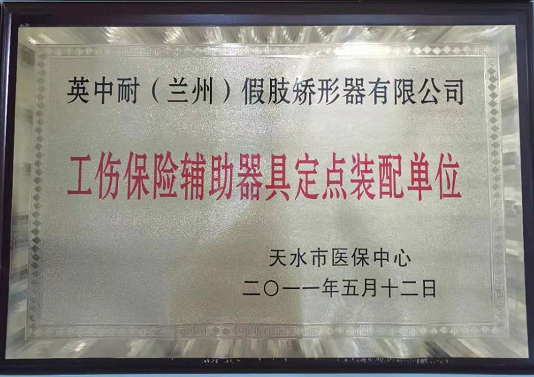 英中耐（兰州）假肢矫形器有限公司
工伤保险辅助器具定点装配单位
天水市医保中心
二〇一一年五月十二日